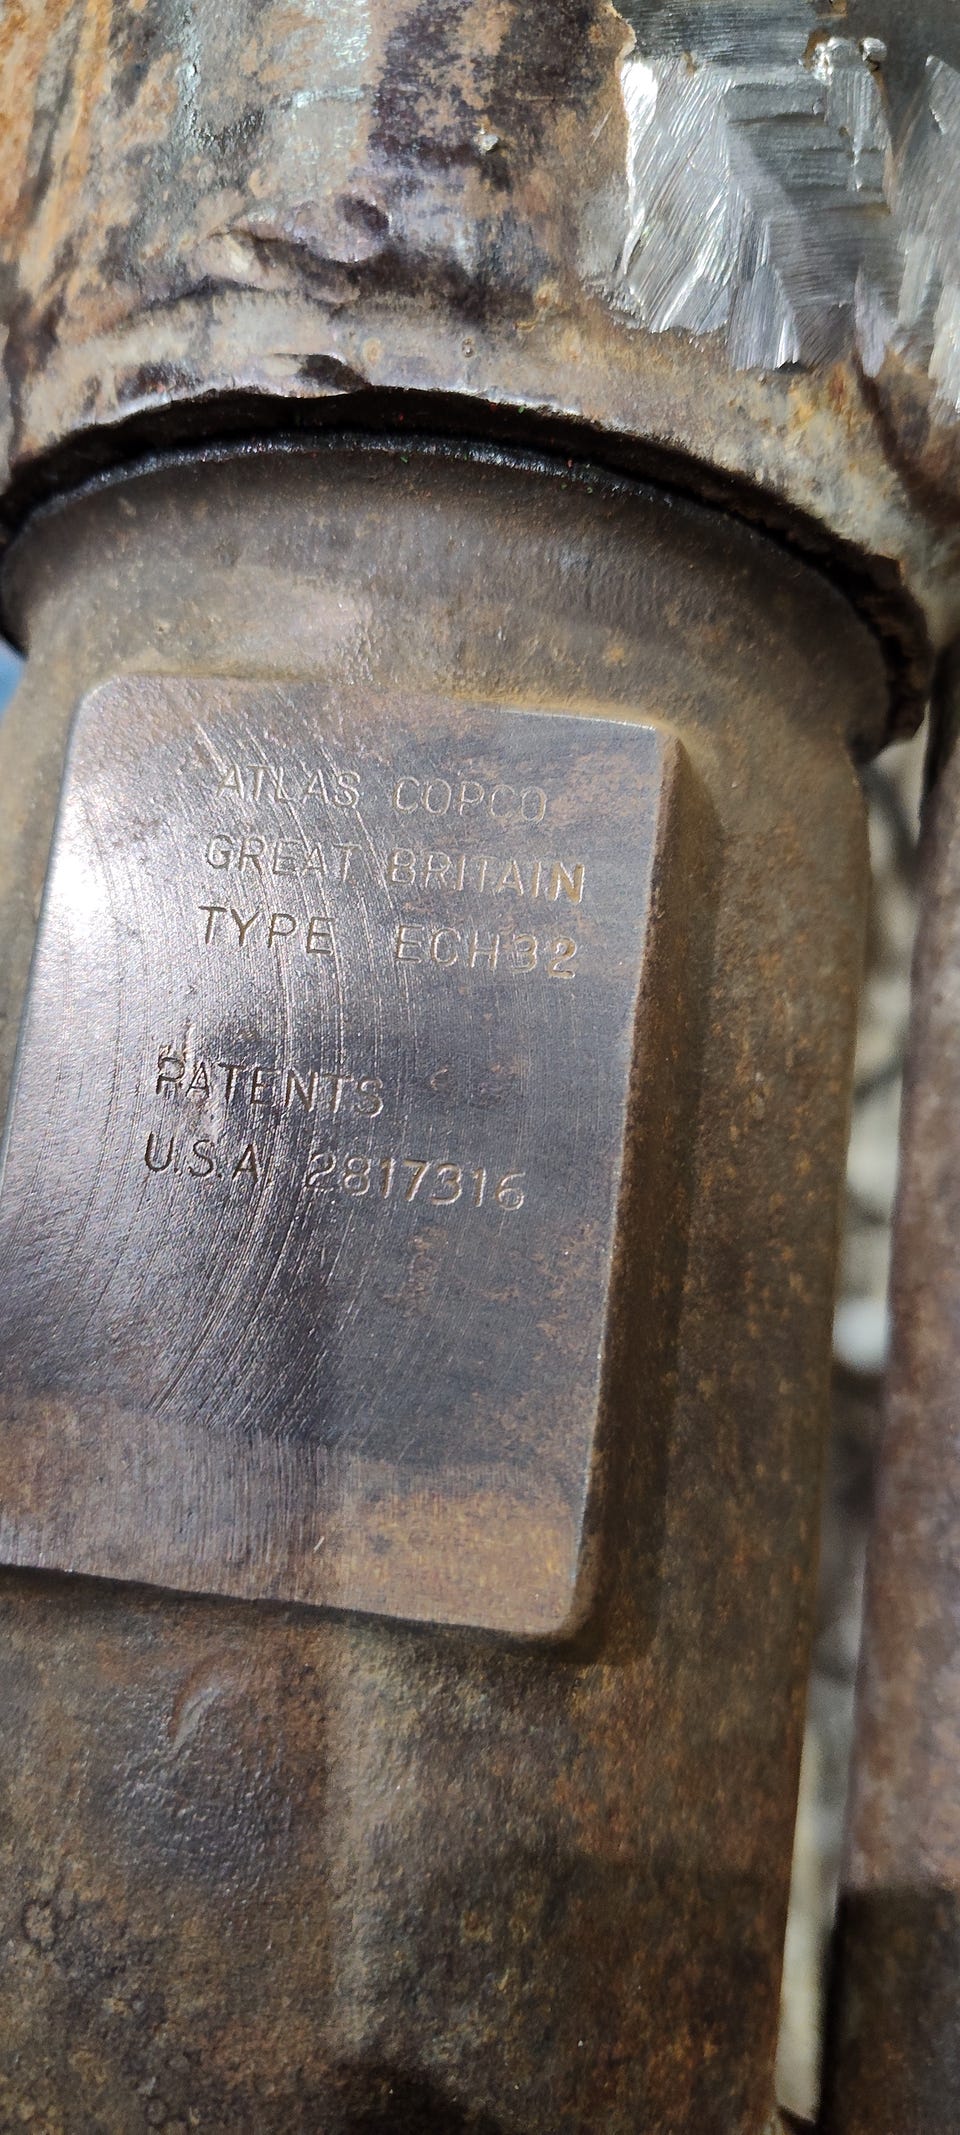 ATLAS COPCO
GREAT BRITAIN
TYPE ECH32
PATENTS
U.S.A. 2817316